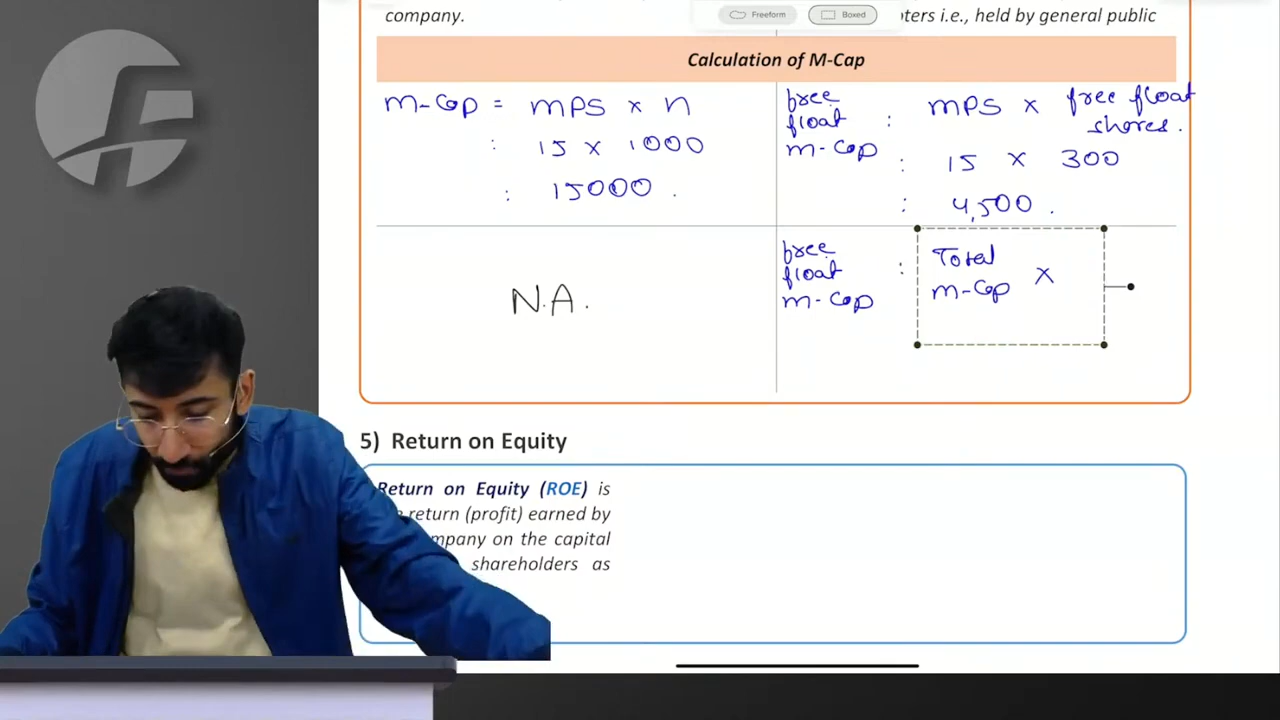 Freeform
Boxed
company.
ters i.e., held by general public
Calculation of M-Cap
m-Cap = MPS x n
: 15 x 1000
: 15000 .
free
float
m-Cap
: MPS x free float
shares.
: 15 x 300
: 4,500 .
N.A.
free
float
m-Cap
: Total
m-Cap x
5) Return on Equity
Return on Equity (ROE) is
return (profit) earned by
mpany on the capital
shareholders as